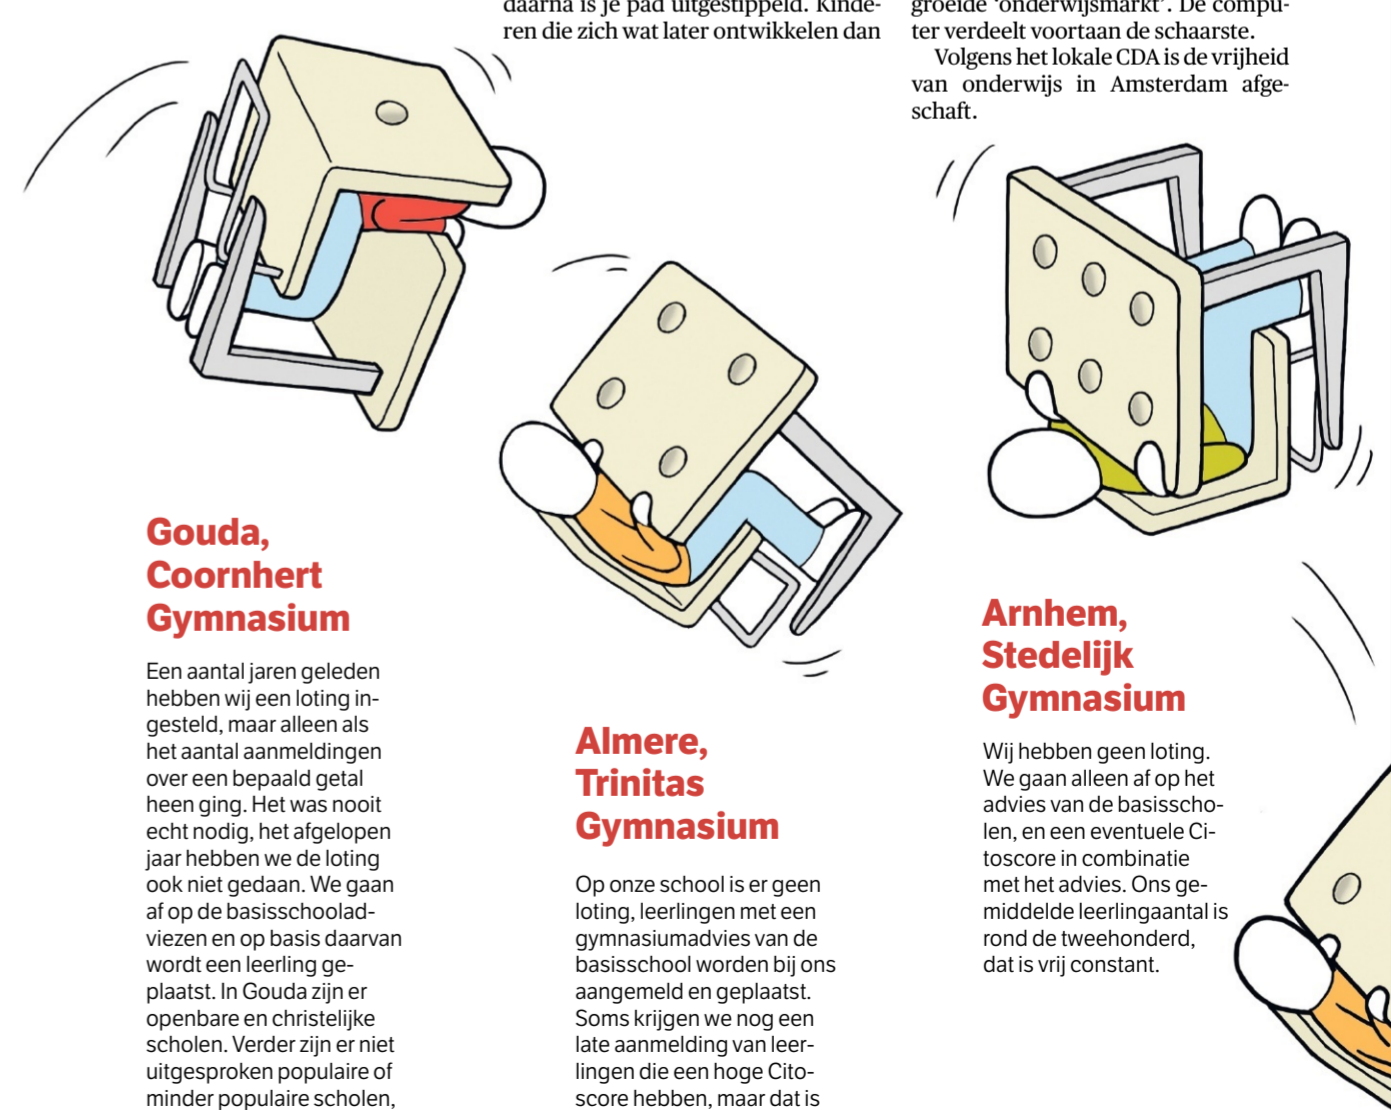 daarna is je pad uitgestippeld. Kinde-
ren die zich wat later ontwikkelen dan
groeide ‘onderwijsmarkt’. De compu-
ter verdeelt voortaan de schaarste.
Volgens het lokale CDA is de vrijheid
van onderwijs in Amsterdam afge-
schaft.
Gouda,
Coornhert
Gymnasium
Een aantal jaren geleden
hebben wij een loting in-
gesteld, maar alleen als
het aantal aanmeldingen
over een bepaald getal
heen ging. Het was nooit
echt nodig, het afgelopen
jaar hebben we de loting
ook niet gedaan. We gaan
af op de basisschoolad-
viezen en op basis daarvan
wordt een leerling ge-
plaatst. In Gouda zijn er
openbare en christelijke
scholen. Verder zijn er niet
uitgesproken populaire of
minder populaire scholen,
Almere,
Trinitas
Gymnasium
Op onze school is er geen
loting, leerlingen met een
gymnasiumadvies van de
basisschool worden bij ons
aangemeld en geplaatst.
Soms krijgen we nog een
late aanmelding van leer-
lingen die een hoge Cito-
score hebben, maar dat is
Arnhem,
Stedelijk
Gymnasium
Wij hebben geen loting.
We gaan alleen af op het
advies van de basisscho-
len, en een eventuele Ci-
toscore in combinatie
met het advies. Ons ge-
middelde leerlingaantal is
rond de tweehonderd,
dat is vrij constant.